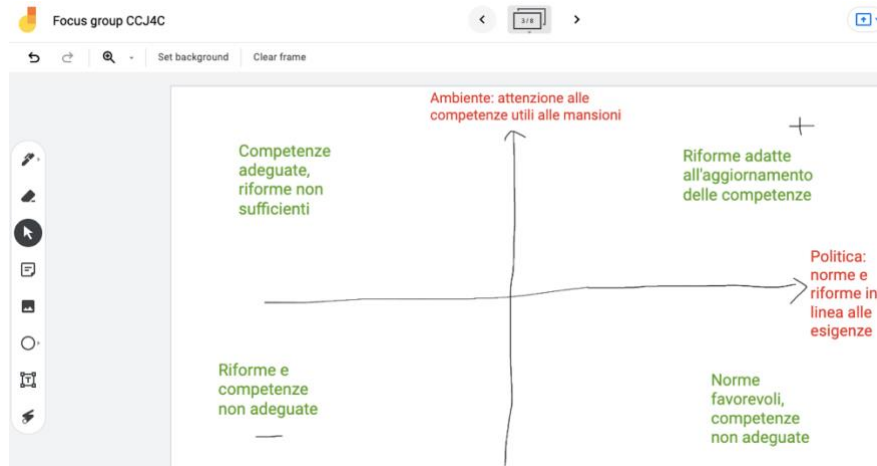 Focus group CCJ4C
3/8
Set background
Clear frame
Ambiente: attenzione alle
competenze utili alle mansioni
+
Competenze
adeguate,
riforme non
sufficienti
Riforme adatte
all'aggiornamento
delle competenze
Politica:
norme e
riforme in
linea alle
esigenze
Riforme e
competenze
non adeguate
—
Norme
favorevoli,
competenze
non adeguate